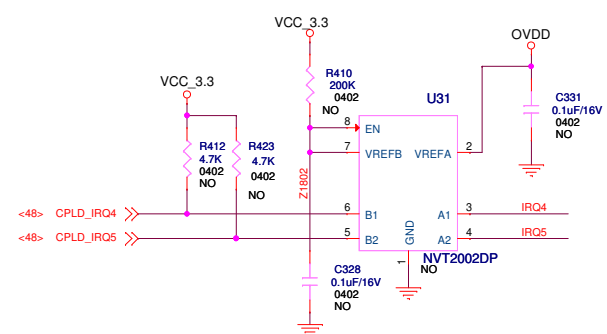 VCC_3.3
OVDD
VCC_3.3
R410
200K
0402
NO
U31
C331
0.1uF/16V
0402
NO
R412
4.7K
0402
NO
R423
4.7K
0402
NO
8
EN
7
VREFB
VREFA
2
Z1802
<48> CPLD_IRQ4
6
B1
A1
3
IRQ4
<48> CPLD_IRQ5
5
B2
A2
4
IRQ5
GND
1
NVT2002DP
NO
C328
0.1uF/16V
0402
NO